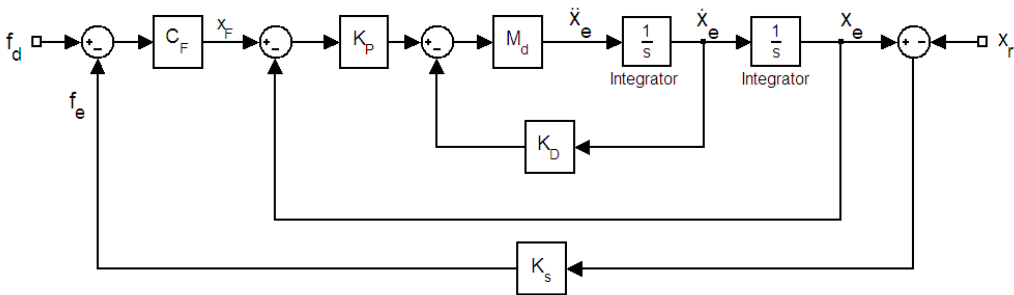 f_d
+ -
C_F
x_F
+ -
K_P
+ -
M_d
Ẍ_e
1/s
Integrator
Ẋ_e
1/s
Integrator
X_e
+ -
X_r
f_e
K_D
K_s